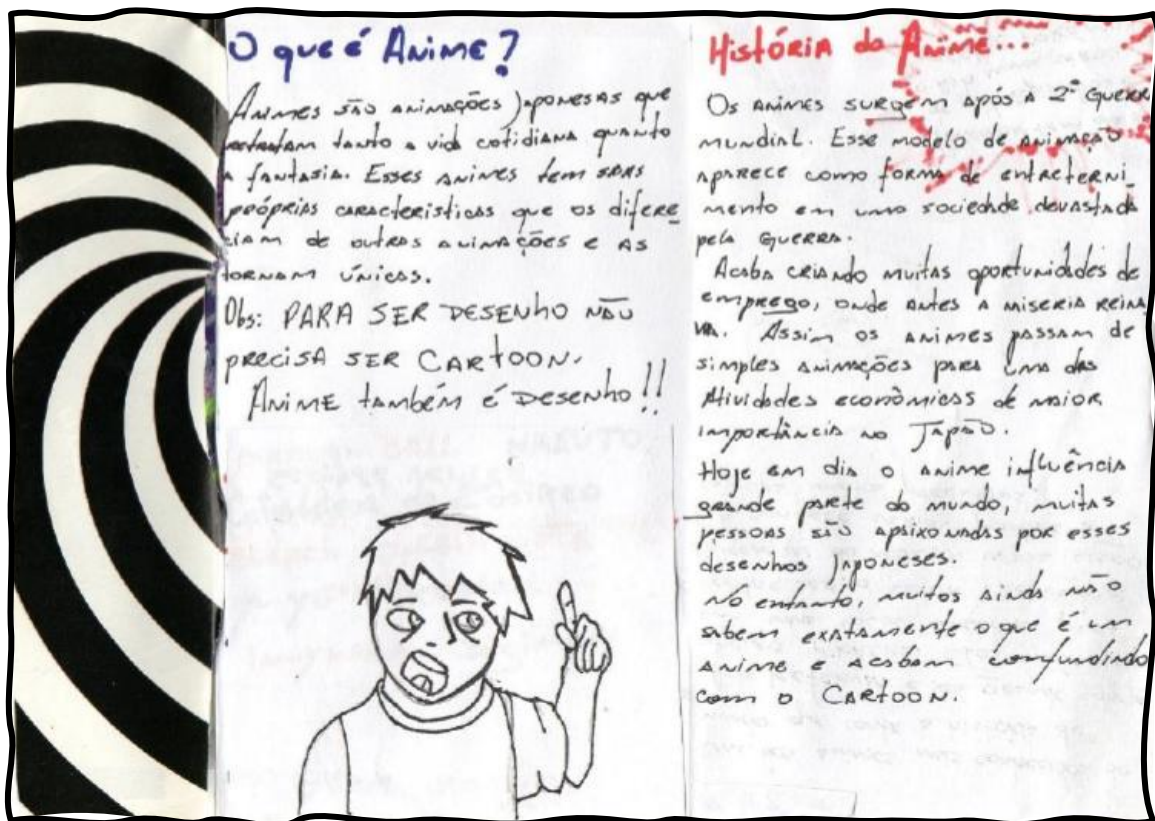 O que é Anime?
Animes são animações japonesas que
retratam tanto a vida cotidiana quanto
a fantasia. Esses animes tem suas
próprias caracteristicas que os difere
ciam de outras animações e as
tornam únicas.
Obs: PARA SER DESENHO NÃO
PRECISA SER CARTOON.
ANIME também é DESENHO!!
História do Anime...
Os animes surgem após a 2ª Guerra
mundial. Esse modelo de animação
aparece como forma de entreterni
mento em uma sociedade devastada
pela Guerra.
Acaba criando muitas oportunidades de
emprego, onde antes a miseria reina
va. Assim os animes passam de
simples animações para uma das
Atividades econômicas de maior
importância no Japão.
Hoje em dia o anime influência
grande parte do mundo, muitas
pessoas são apaixonadas por esses
desenhos japoneses.
No entanto, muitos ainda não
sabem exatamente o que é um
anime e acabam confundindo
com o CARTOON.